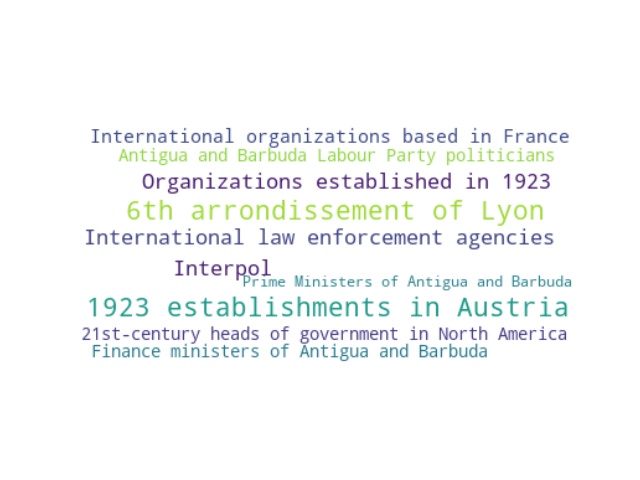 International organizations based in France
Antigua and Barbuda Labour Party politicians
Organizations established in 1923
6th arrondissement of Lyon
International law enforcement agencies
Interpol
Prime Ministers of Antigua and Barbuda
1923 establishments in Austria
21st-century heads of government in North America
Finance ministers of Antigua and Barbuda